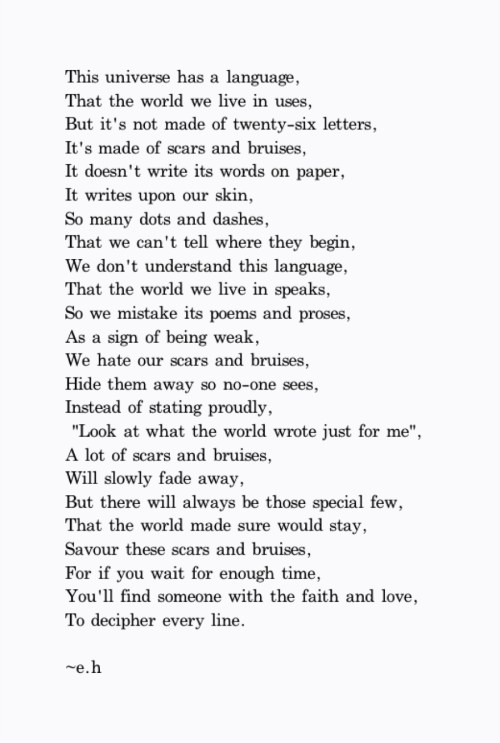 This universe has a language,
That the world we live in uses,
But it's not made of twenty-six letters,
It's made of scars and bruises,
It doesn't write its words on paper,
It writes upon our skin,
So many dots and dashes,
That we can't tell where they begin,
We don't understand this language,
That the world we live in speaks,
So we mistake its poems and proses,
As a sign of being weak,
We hate our scars and bruises,
Hide them away so no-one sees,
Instead of stating proudly,
"Look at what the world wrote just for me",
A lot of scars and bruises,
Will slowly fade away,
But there will always be those special few,
That the world made sure would stay,
Savour these scars and bruises,
For if you wait for enough time,
You'll find someone with the faith and love,
To decipher every line.
~e.h